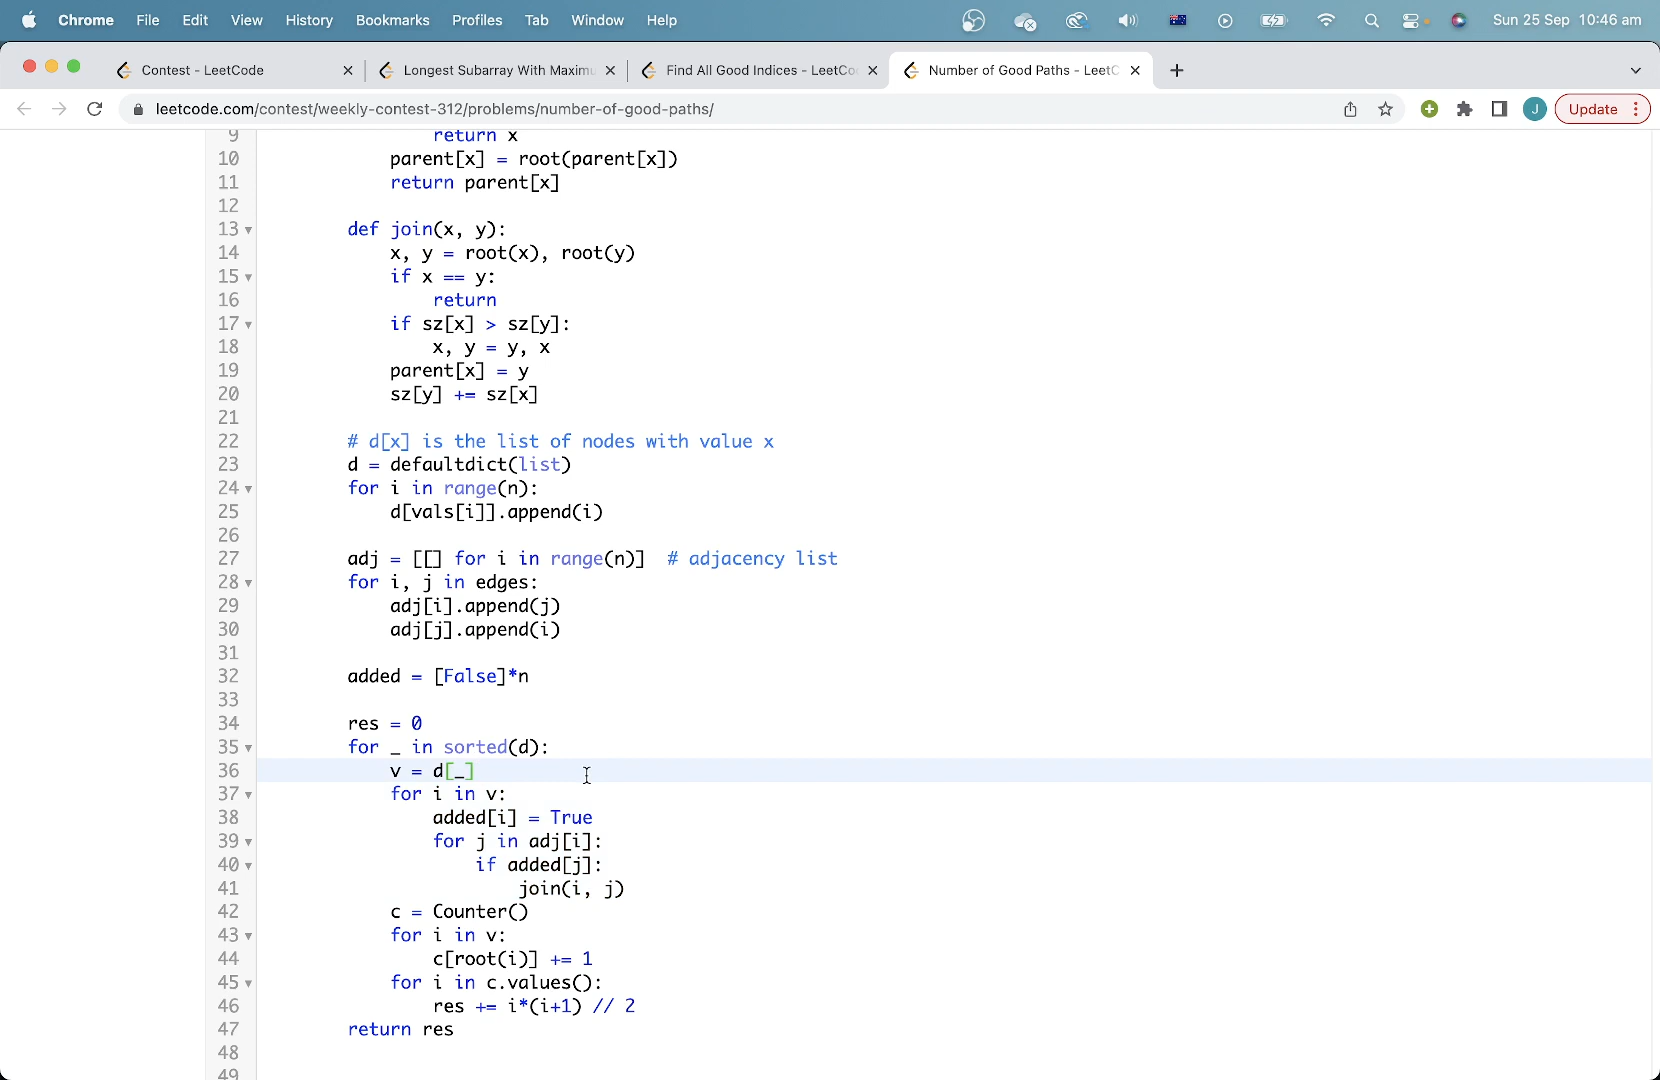 Chrome File Edit View History Bookmarks Profiles Tab Window Help Sun 25 Sep 10:46 am
Contest - LeetCode Longest Subarray With Maximu Find All Good Indices - LeetCo Number of Good Paths - LeetC
leetcode.com/contest/weekly-contest-312/problems/number-of-good-paths/ J Update
9 return x
10 parent[x] = root(parent[x])
11 return parent[x]
12
13 def join(x, y):
14 x, y = root(x), root(y)
15 if x == y:
16 return
17 if sz[x] > sz[y]:
18 x, y = y, x
19 parent[x] = y
20 sz[y] += sz[x]
21
22 # d[x] is the list of nodes with value x
23 d = defaultdict(list)
24 for i in range(n):
25 d[vals[i]].append(i)
26
27 adj = [[] for i in range(n)] # adjacency list
28 for i, j in edges:
29 adj[i].append(j)
30 adj[j].append(i)
31
32 added = [False]*n
33
34 res = 0
35 for _ in sorted(d):
36 v = d[_]
37 for i in v:
38 added[i] = True
39 for j in adj[i]:
40 if added[j]:
41 join(i, j)
42 c = Counter()
43 for i in v:
44 c[root(i)] += 1
45 for i in c.values():
46 res += i*(i+1) // 2
47 return res
48
49